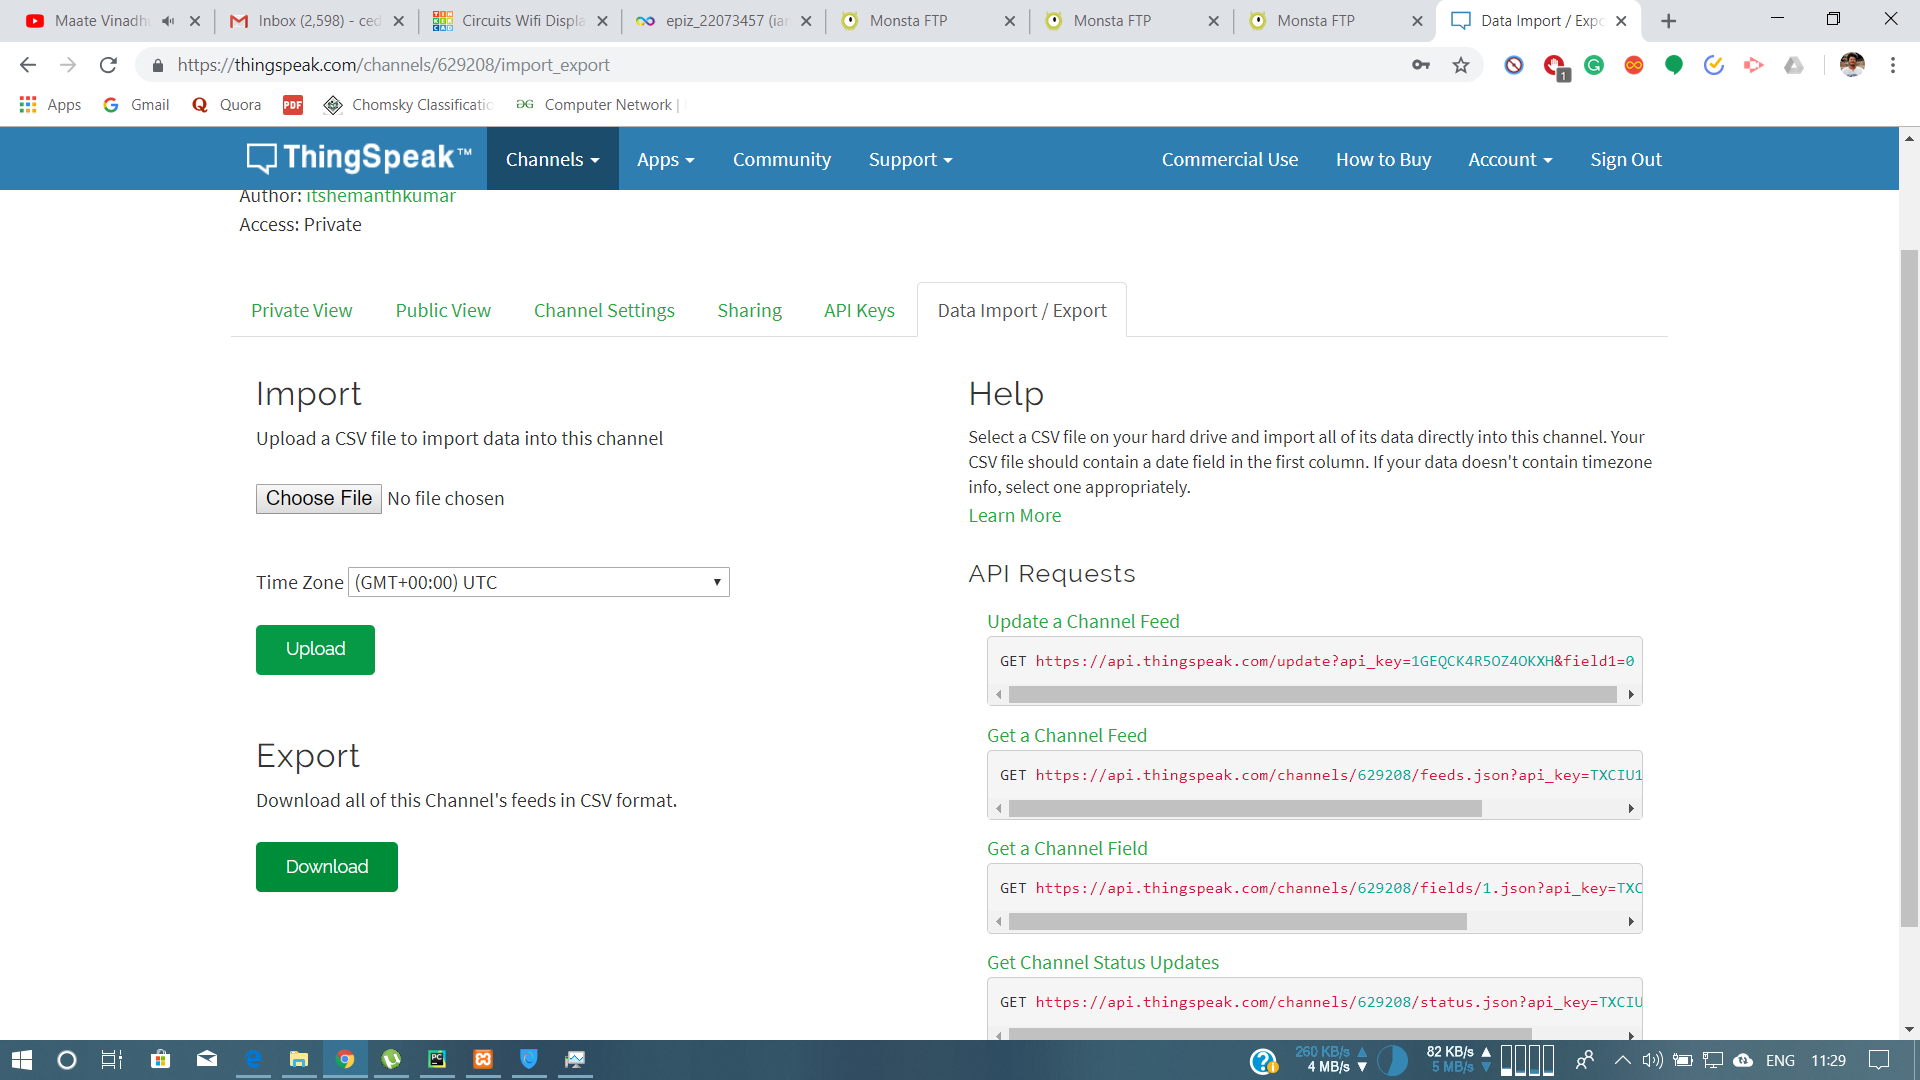 Maate Vinadh
Inbox (2,598) - ced
Circuits Wifi Displa
epiz_22073457 (iar
Monsta FTP
Monsta FTP
Monsta FTP
Data Import / Expo
https://thingspeak.com/channels/629208/import_export
1
Apps
Gmail
Quora
PDF
Chomsky Classificatio
Computer Network |
ThingSpeak™
Channels
Apps
Community
Support
Commercial Use
How to Buy
Account
Sign Out
Author: itshemanthkumar
Access: Private
Private View
Public View
Channel Settings
Sharing
API Keys
Data Import / Export
Import
Upload a CSV file to import data into this channel
Choose File No file chosen
Time Zone (GMT+00:00) UTC
Upload
Export
Download all of this Channel's feeds in CSV format.
Download
Help
Select a CSV file on your hard drive and import all of its data directly into this channel. Your
CSV file should contain a date field in the first column. If your data doesn't contain timezone
info, select one appropriately.
Learn More
API Requests
Update a Channel Feed
GET https://api.thingspeak.com/update?api_key=1GEQCK4R5OZ4OKXH&field1=0
Get a Channel Feed
GET https://api.thingspeak.com/channels/629208/feeds.json?api_key=TXCIU1
Get a Channel Field
GET https://api.thingspeak.com/channels/629208/fields/1.json?api_key=TXC
Get Channel Status Updates
GET https://api.thingspeak.com/channels/629208/status.json?api_key=TXCIU
260 KB/s
4 MB/s
82 KB/s
5 MB/s
ENG
11:29